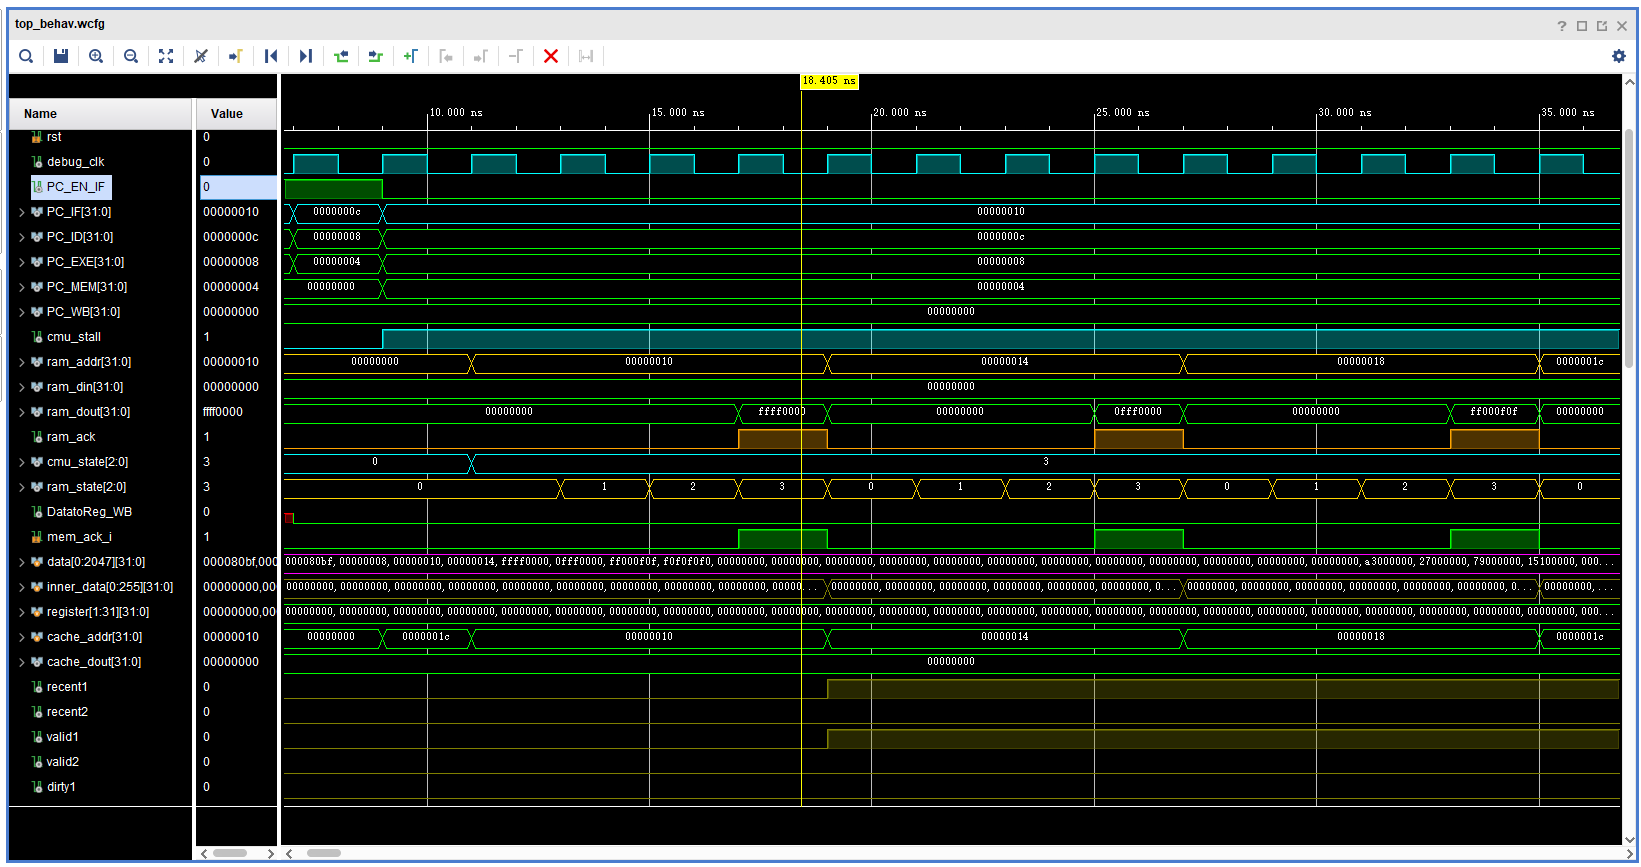 top_behav.wcfg
18.405 ns
Name Value
10.000 ns 15.000 ns 20.000 ns 25.000 ns 30.000 ns 35.000 ns
rst 0
debug_clk 0
PC_EN_IF 0
PC_IF[31:0] 00000010 0000000c 00000010
PC_ID[31:0] 0000000c 00000008 0000000c
PC_EXE[31:0] 00000008 00000004 00000008
PC_MEM[31:0] 00000004 00000000 00000004
PC_WB[31:0] 00000000 00000000
cmu_stall 1
ram_addr[31:0] 00000010 00000000 00000010 00000014 00000018 0000001c
ram_din[31:0] 00000000 00000000
ram_dout[31:0] ffff0000 00000000 ffff0000 00000000 0fff0000 00000000 ff000f0f 00000000
ram_ack 1
cmu_state[2:0] 3 0 3
ram_state[2:0] 3 0 1 2 3 0 1 2 3 0 1 2 3 0
DatatoReg_WB 0
mem_ack_i 1
data[0:2047][31:0] 000080bf,000 000080bf,00000008,00000010,00000014,ffff0000,0fff0000,ff000f0f,f0f0f0f0,00000000,00000000,00000000,00000000,00000000,00000000,00000000,00000000,a3000000,27000000,79000000,15100000,000...
inner_data[0:255][31:0] 00000000,00 00000000,00000000,00000000,00000000,00000000,00000000,00000000,00000000,00000000,00000... 00000000,00000000,00000000,00000000,00000000,00000000,0... 00000000,00000000,00000000,00000000,00000000,00000000,0... 00000000,...
register[1:31][31:0] 00000000,00 00000000,00000000,00000000,00000000,00000000,00000000,00000000,00000000,00000000,00000000,00000000,00000000,00000000,00000000,00000000,00000000,00000000,00000000,00000000,00000000,000...
cache_addr[31:0] 00000010 00000000 0000001c 00000010 00000014 00000018 0000001c
cache_dout[31:0] 00000000 00000000
recent1 0
recent2 0
valid1 0
valid2 0
dirty1 0